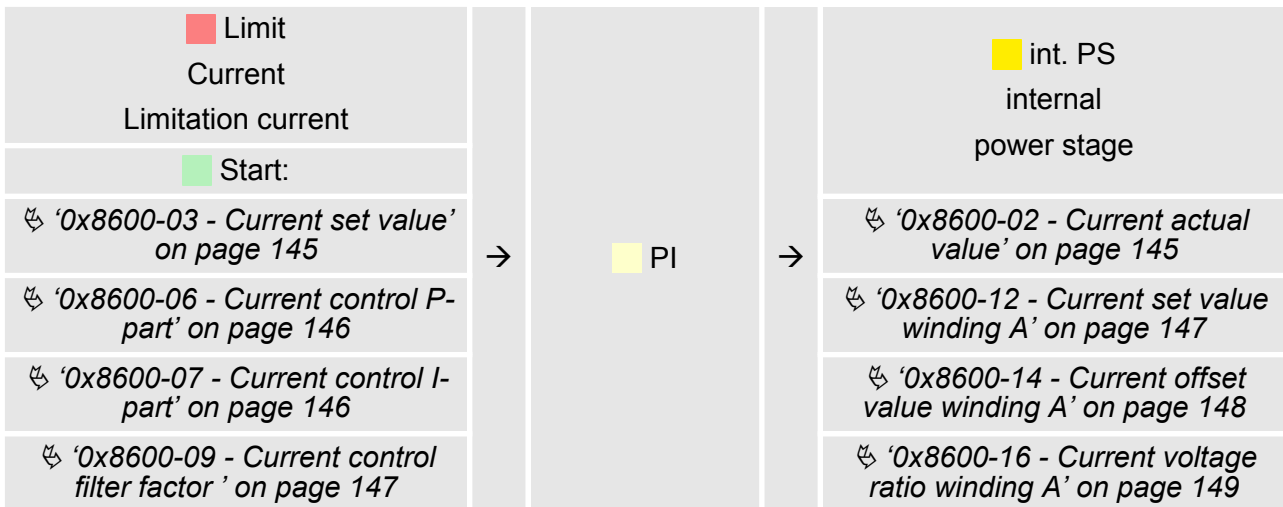 Limit
Current
Limitation current
Start:
↳ ‘0x8600-03 - Current set value’
on page 145
↳ ‘0x8600-06 - Current control P-
part’ on page 146
↳ ‘0x8600-07 - Current control I-
part’ on page 146
↳ ‘0x8600-09 - Current control
filter factor ’ on page 147
→
PI
→
int. PS
internal
power stage
↳ ‘0x8600-02 - Current actual
value’ on page 145
↳ ‘0x8600-12 - Current set value
winding A’ on page 147
↳ ‘0x8600-14 - Current offset
value winding A’ on page 148
↳ ‘0x8600-16 - Current voltage
ratio winding A’ on page 149